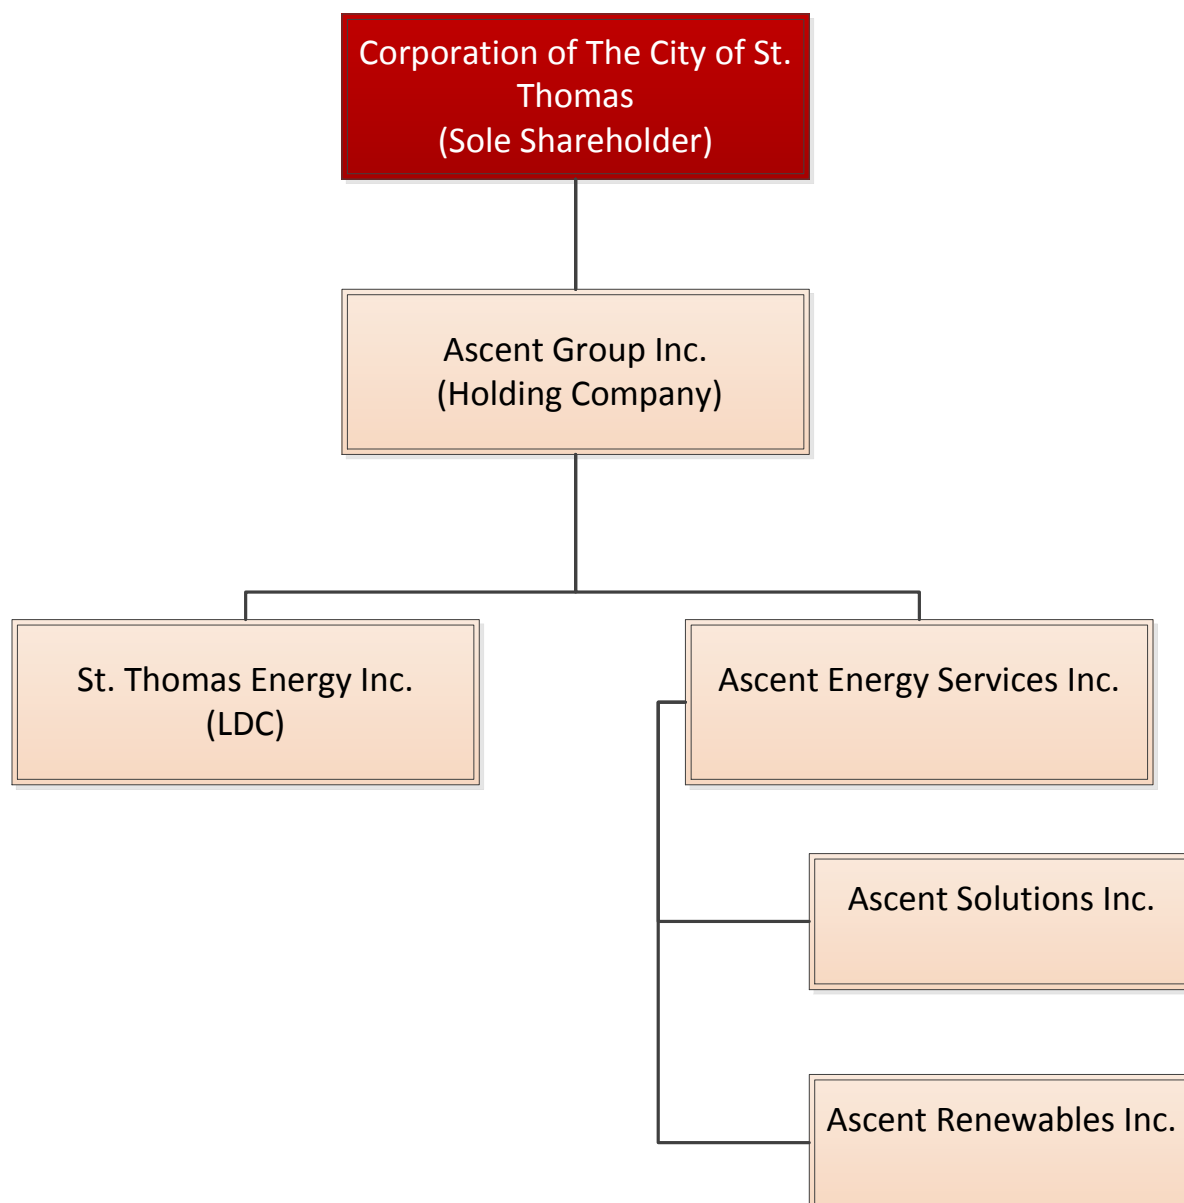 Corporation of The City of St.
Thomas
(Sole Shareholder)
Ascent Group Inc.
(Holding Company)
St. Thomas Energy Inc.
(LDC)
Ascent Energy Services Inc.
Ascent Solutions Inc.
Ascent Renewables Inc.